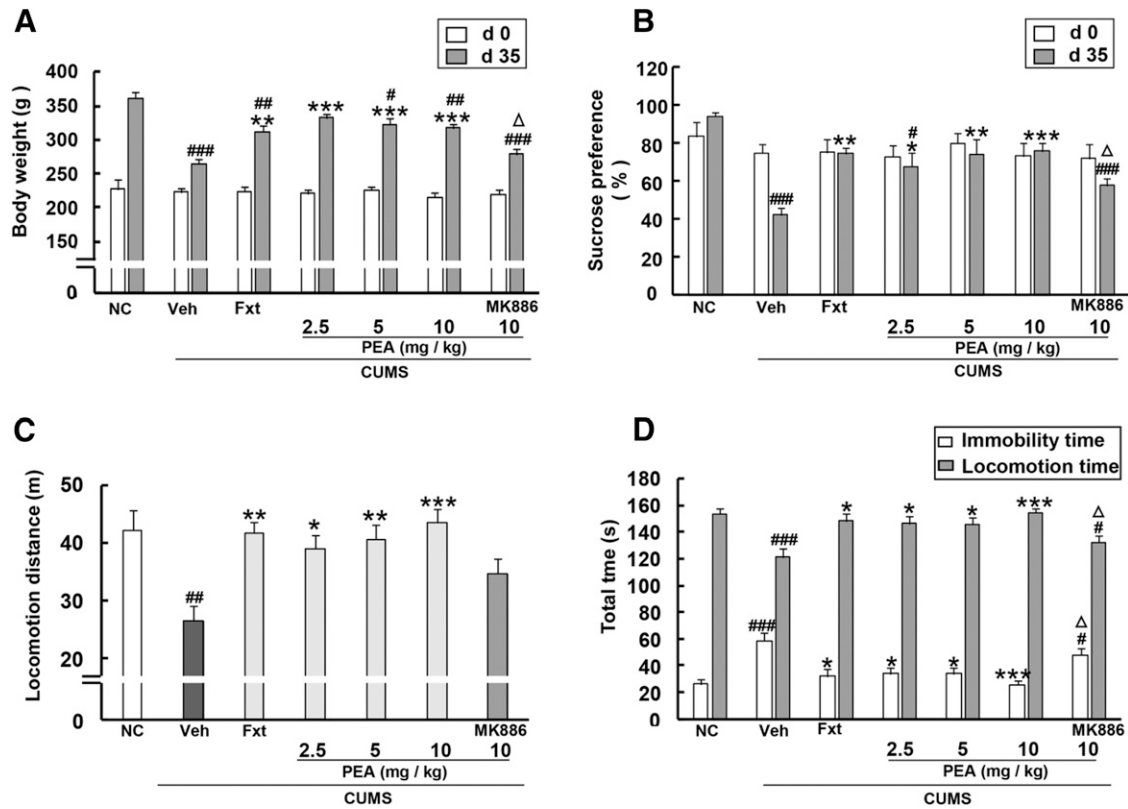 A
d 0
d 35
Body weight (g)
400
350
300
250
200
150
0
###
##
**
***
#
***
##
***
Δ
###
NC Veh Fxt MK886
2.5 5 10 10
PEA (mg / kg)
CUMS
B
d 0
d 35
Sucrose preference
( % )
120
100
80
60
40
20
0
###
**
#
*
**
***
Δ
###
NC Veh Fxt MK886
2.5 5 10 10
PEA (mg / kg)
CUMS
C
Locomotion distance (m)
50
40
30
20
0
##
**
*
**
***
NC Veh Fxt MK886
2.5 5 10 10
PEA (mg / kg)
CUMS
D
Immobility time
Locomotion time
Total tme (s)
180
160
140
120
100
80
60
40
20
0
###
###
*
*
*
*
*
*
***
***
Δ
#
Δ
#
NC Veh Fxt MK886
2.5 5 10 10
PEA (mg / kg)
CUMS